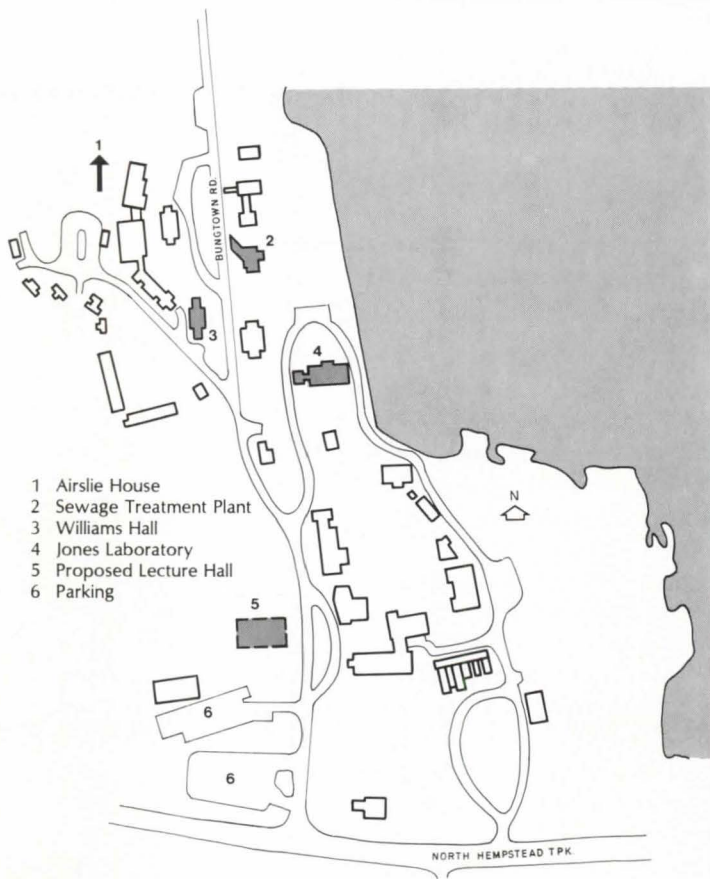 1
BUNGTOWN RD.
2
3
4
1 Airslie House
2 Sewage Treatment Plant
3 Williams Hall
4 Jones Laboratory
5 Proposed Lecture Hall
6 Parking
N
5
6
6
NORTH HEMPSTEAD TPK.